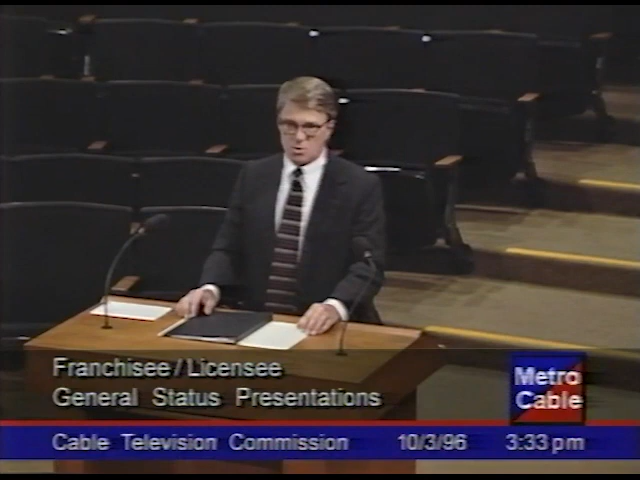 Franchisee/Licensee
General Status Presentations
Metro
Cable
Cable Television Commission 10/3/96 3:33 pm